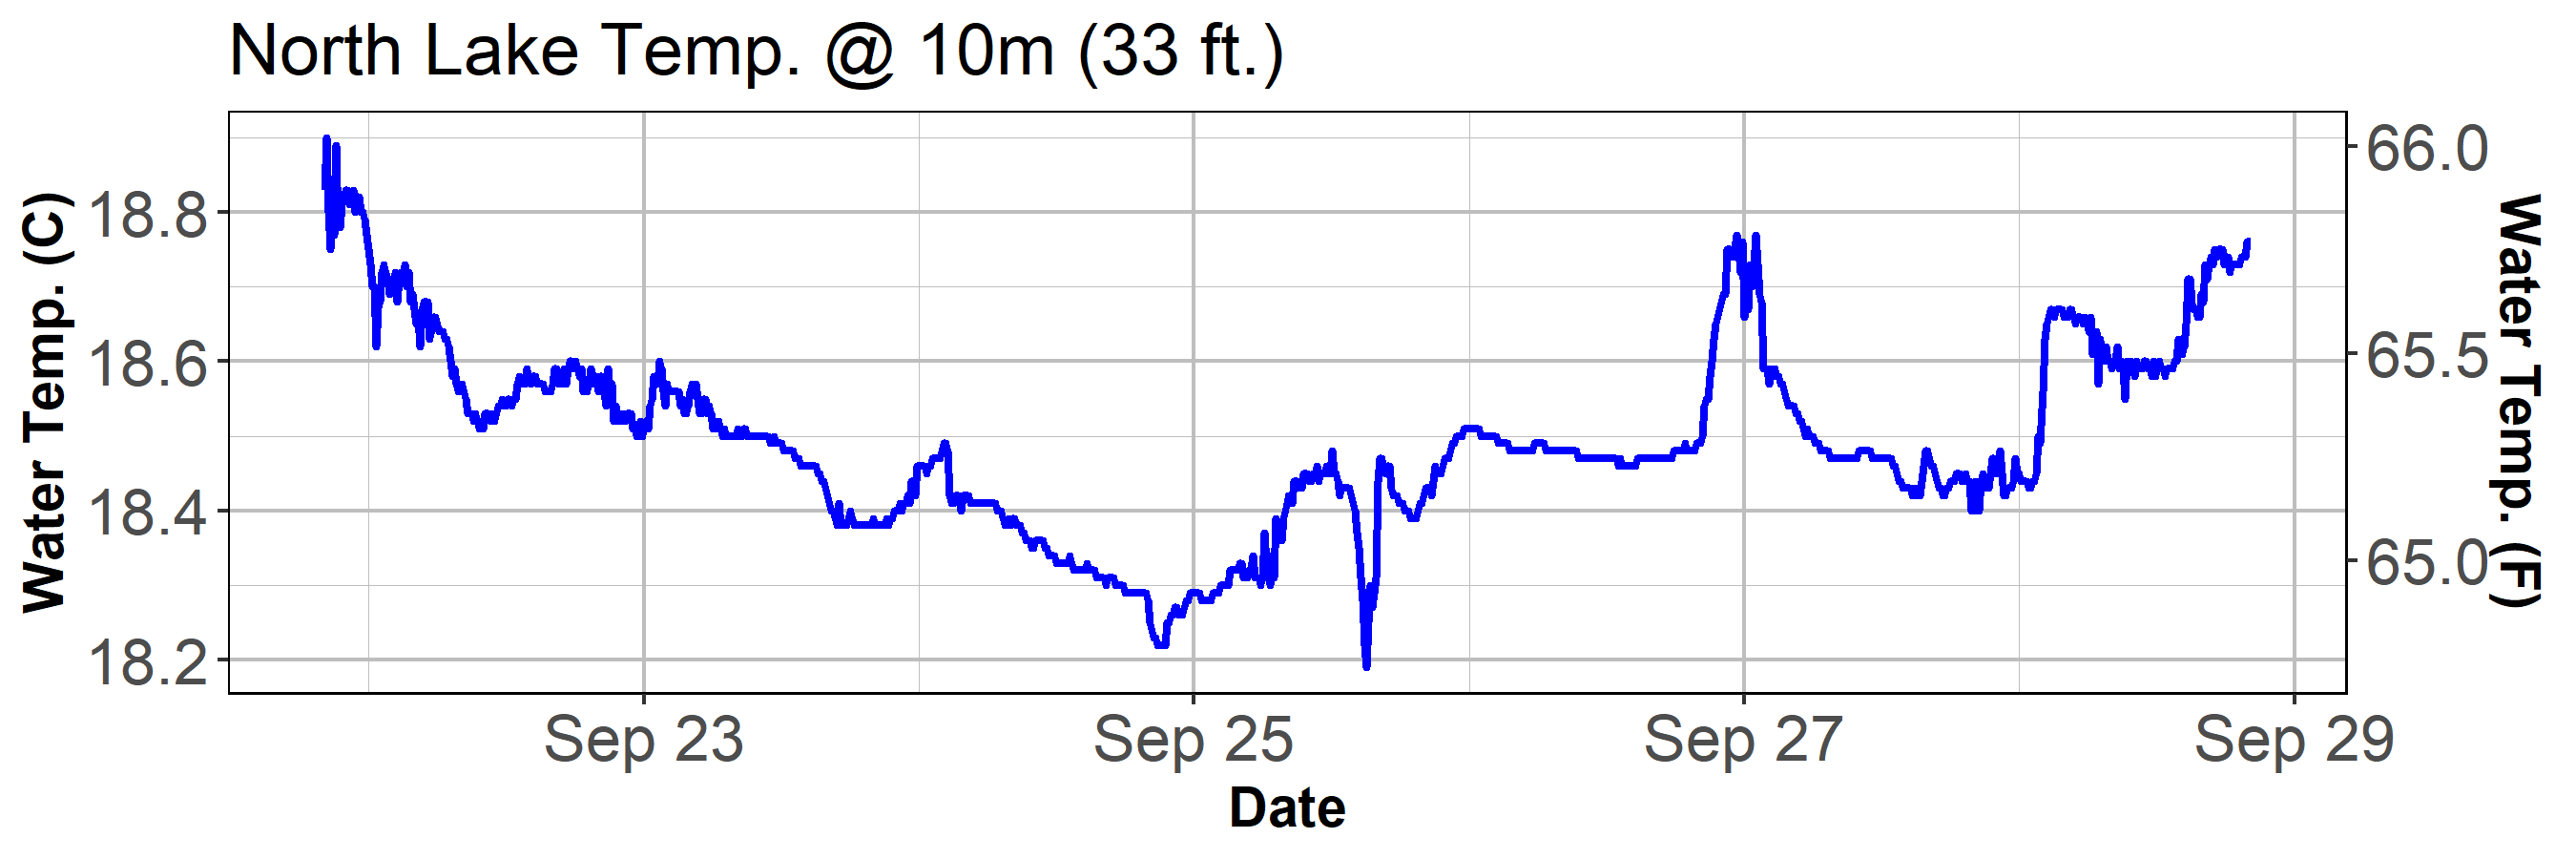 North Lake Temp. @ 10m (33 ft.)
Water Temp. (C)
18.8
18.6
18.4
18.2
66.0
65.5
65.0
Water Temp. (F)
Sep 23 Sep 25 Sep 27 Sep 29
Date